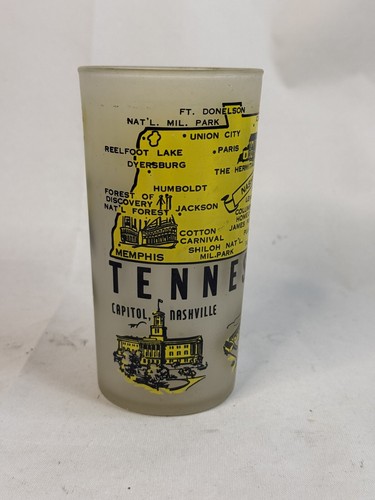 FT. DONELSON
NAT'L. MIL. PARK
UNION CITY
REELFOOT LAKE
PARIS
DYERSBURG
THE HERM
HUMBOLDT
FOREST OF
DISCOVERY
NAT'L FOREST
JACKSON
COTTON
CARNIVAL
SHILOH NAT'L
MIL. PARK
MEMPHIS
TENNES
CAPITOL, NASHVILLE